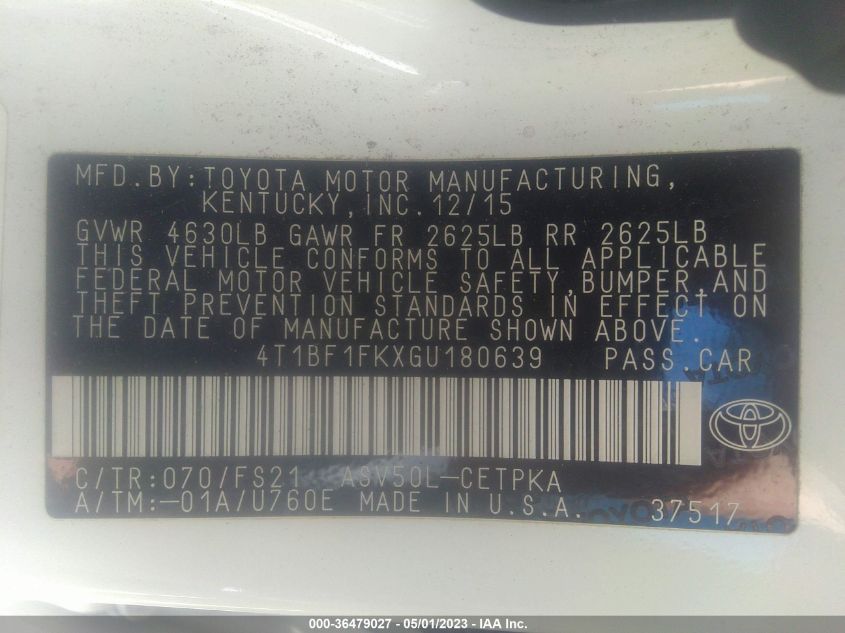 MFD.BY:TOYOTA MOTOR MANUFACTURING,
KENTUCKY,INC.12/15
GVWR 4630LB GAWR FR 2625LB RR 2625LB
THIS VEHICLE CONFORMS TO ALL APPLICABLE
FEDERAL MOTOR VEHICLE SAFETY,BUMPER,AND
THEFT PREVENTION STANDARDS IN EFFECT ON
THE DATE OF MANUFACTURE SHOWN ABOVE.
4T1BF1FKXGU180639 PASS CAR
C/TR:070/FS21 ASV50L-CETPKA
A/TM:-01A/U760E MADE IN U.S.A. 37517
000-36479027 - 05/01/2023 - IAA Inc.